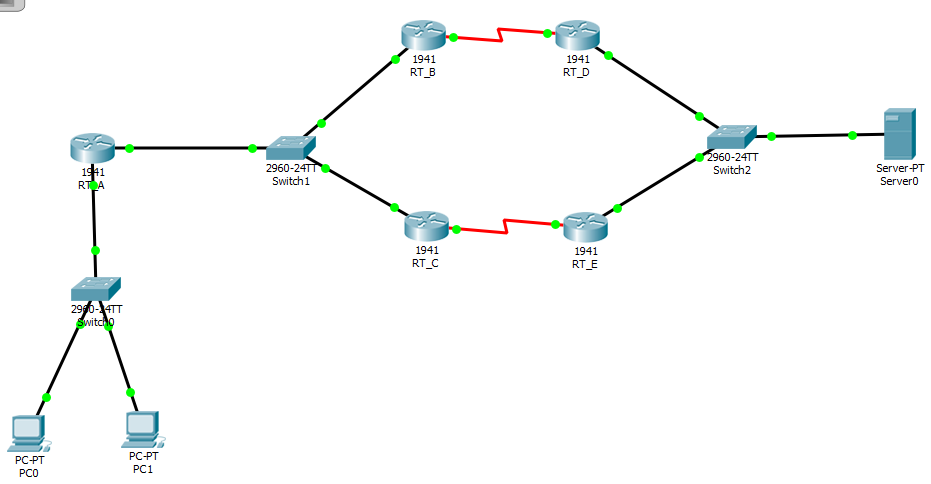 1941
RT_B
1941
RT_D
1941
RT_A
2960-24TT
Switch1
2960-24TT
Switch2
Server-PT
Server0
1941
RT_C
1941
RT_E
2960-24TT
Switch0
PC-PT
PC0
PC-PT
PC1